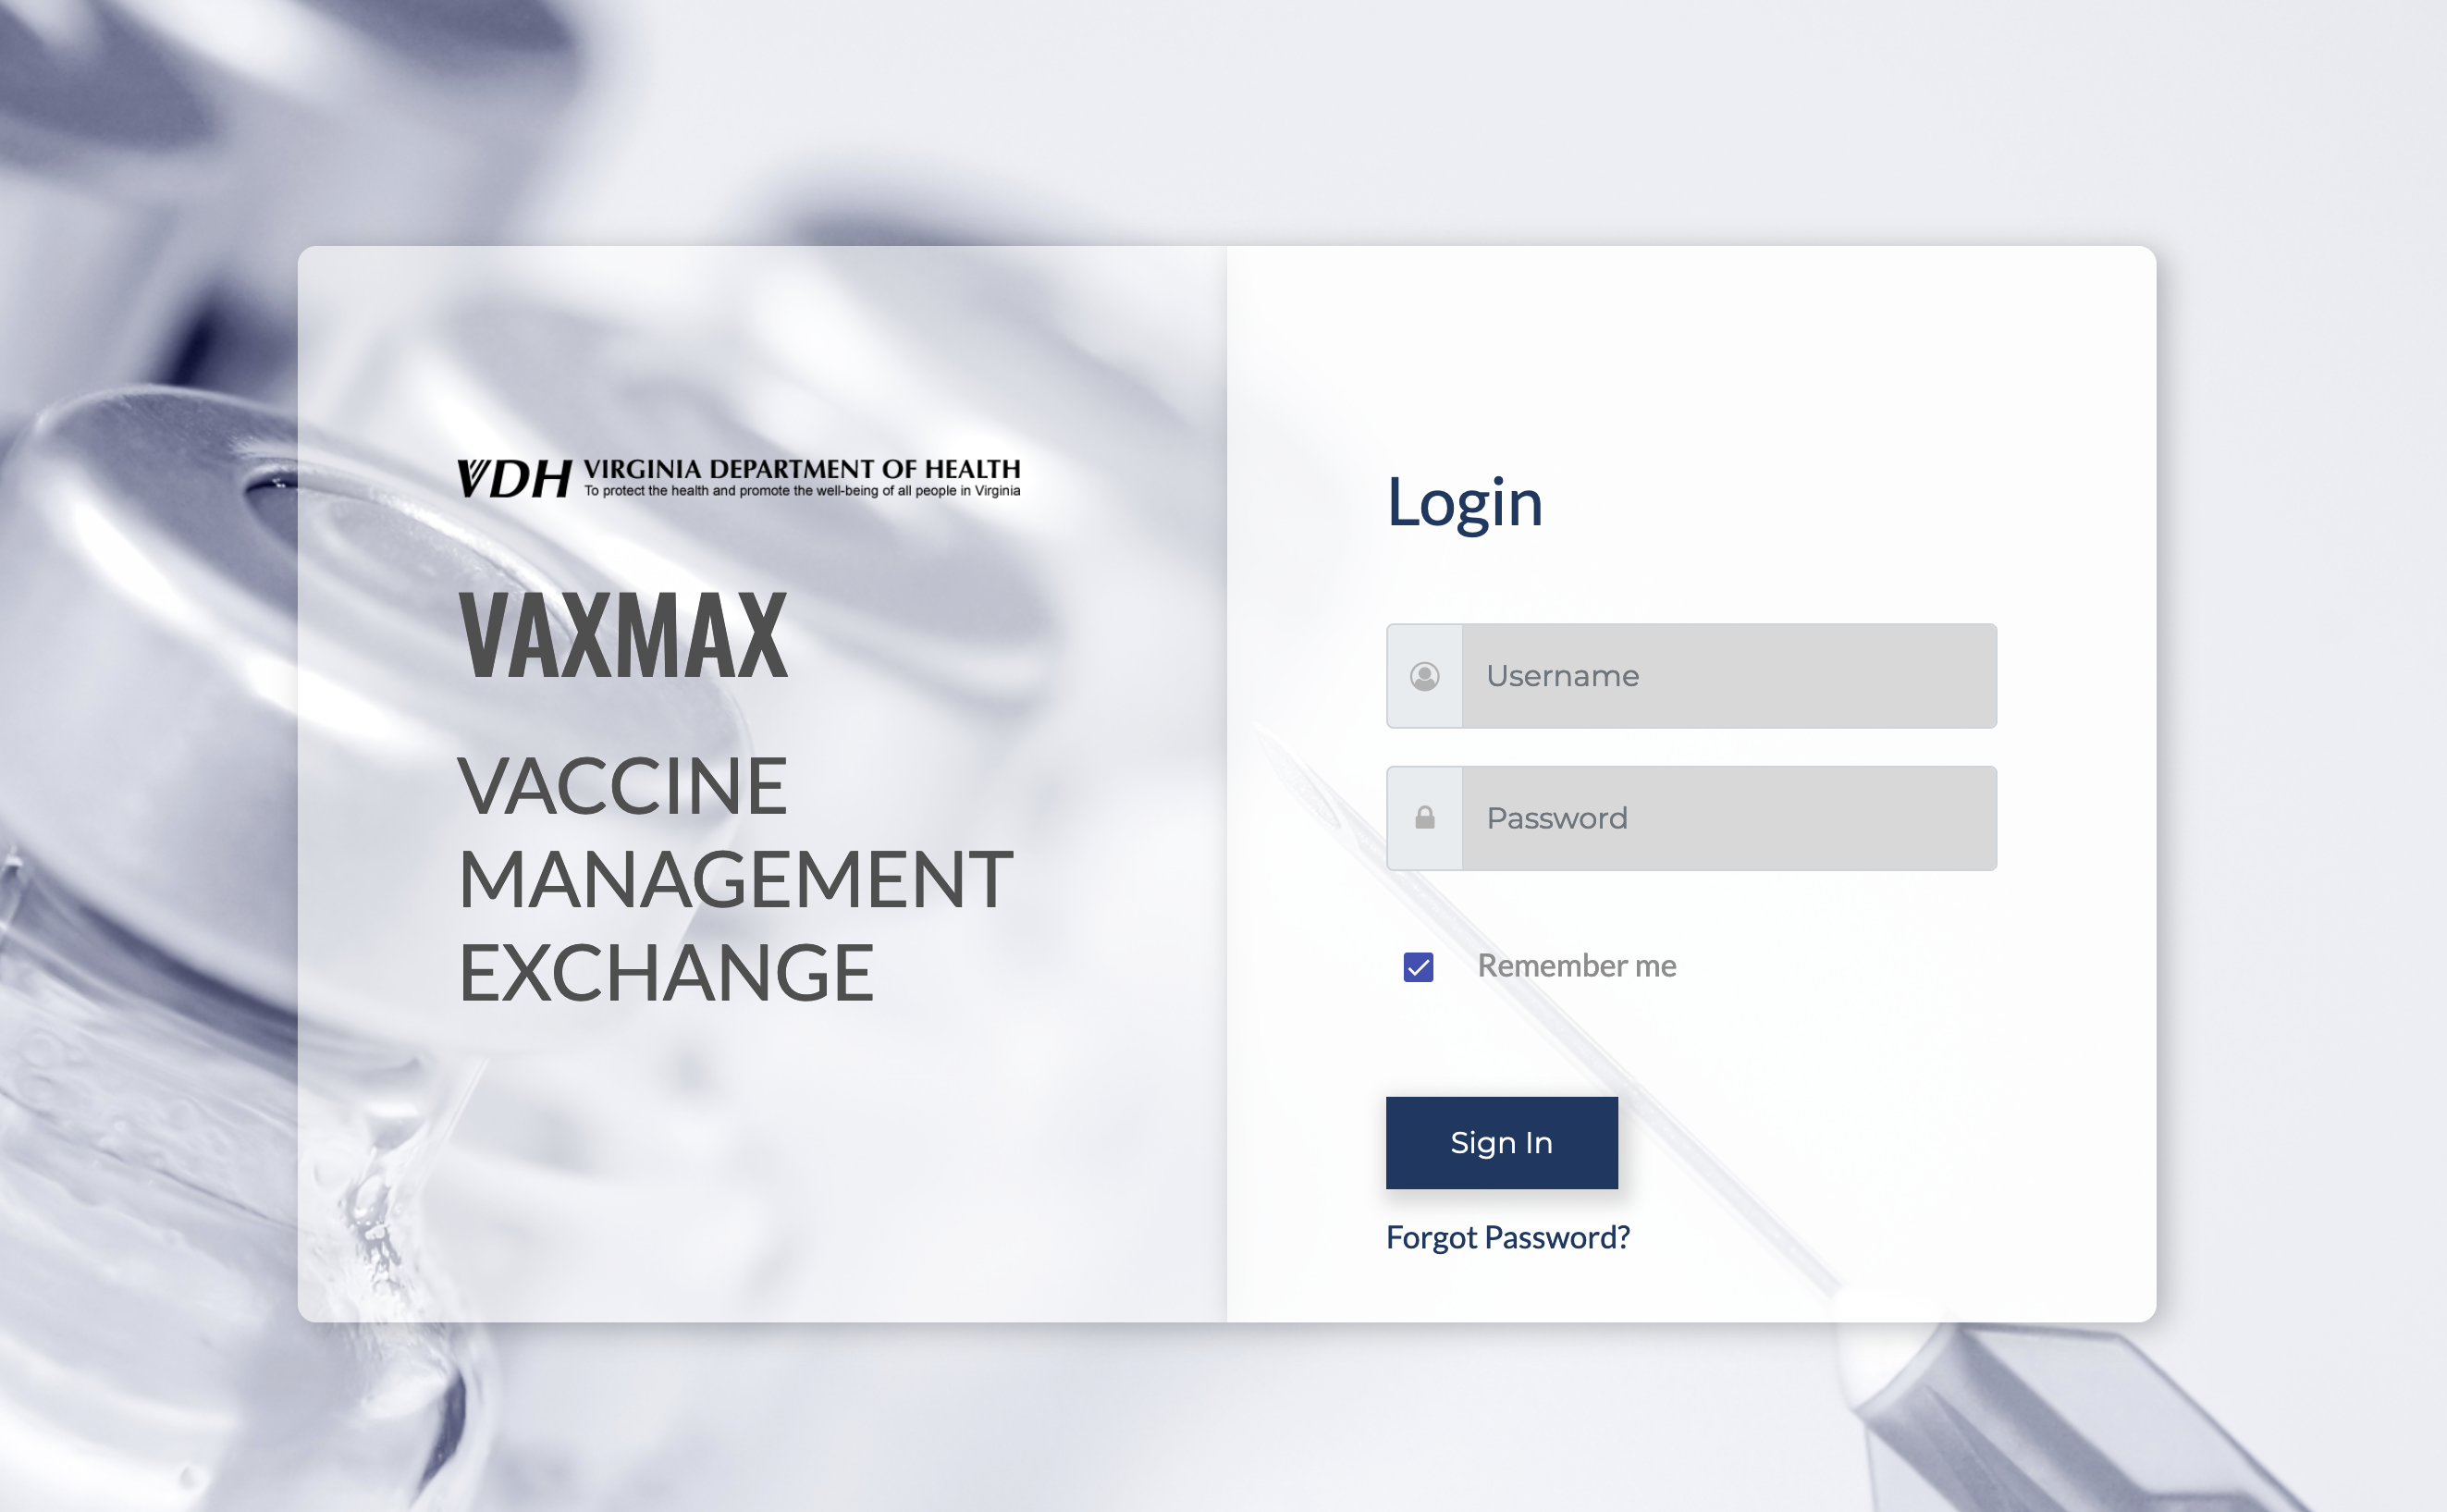 VDH VIRGINIA DEPARTMENT OF HEALTH
To protect the health and promote the well-being of all people in Virginia
VAXMAX
VACCINE
MANAGEMENT
EXCHANGE
Login
Username
Password
Remember me
Sign In
Forgot Password?